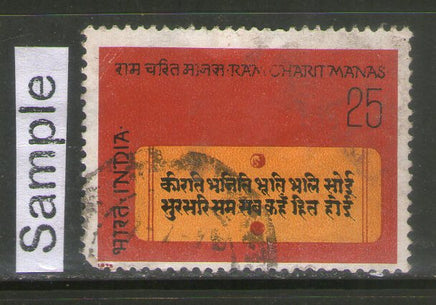 Sample
राम चरित मानस·RAM CHARIT MANAS
25
भारत·INDIA
कीरति भनिति भूति भलि सोई
सुरसरि सम सब कहँ हित होई